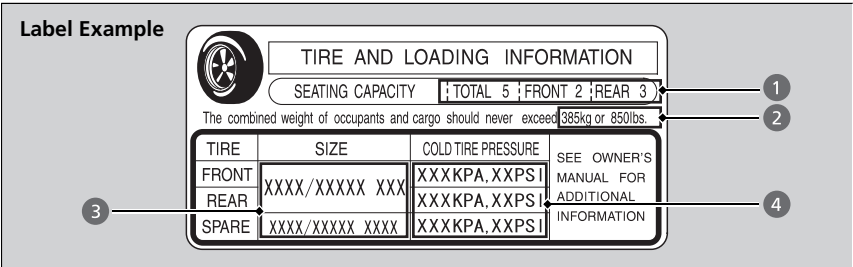 Label Example
TIRE AND LOADING INFORMATION
SEATING CAPACITY TOTAL 5 FRONT 2 REAR 3
1
The combined weight of occupants and cargo should never exceed 385kg or 850lbs.
2
TIRE SIZE COLD TIRE PRESSURE SEE OWNER'S MANUAL FOR ADDITIONAL INFORMATION
FRONT XXXX/XXXXX XXX XXXKPA,XXPSI
REAR XXXKPA,XXPSI
3
4
SPARE XXXX/XXXXX XXXX XXXKPA,XXPSI